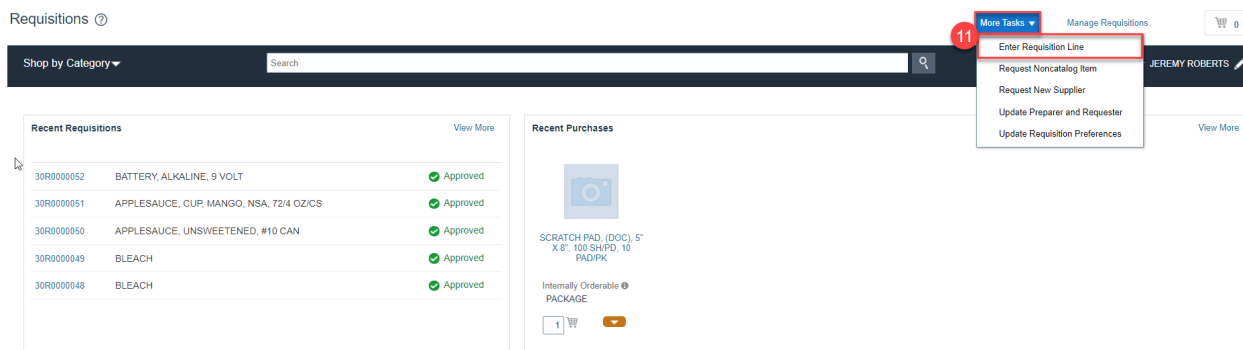 Requisitions
More Tasks
Manage Requisitions
0
11
Shop by Category
Search
JEREMY ROBERTS
Enter Requisition Line
Request Noncatalog Item
Request New Supplier
Update Preparer and Requester
Update Requisition Preferences
Recent Requisitions
View More
30R0000052 BATTERY, ALKALINE, 9 VOLT Approved
30R0000051 APPLESAUCE, CUP, MANGO, NSA, 72/4 OZ/CS Approved
30R0000050 APPLESAUCE, UNSWEETENED, #10 CAN Approved
30R0000049 BLEACH Approved
30R0000048 BLEACH Approved
Recent Purchases
View More
SCRATCH PAD, (DOC), 5"
X 8", 100 SH/PD, 10
PAD/PK
Internally Orderable
PACKAGE
1